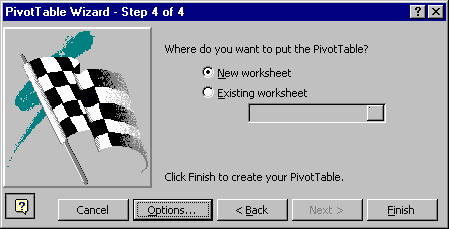 PivotTable Wizard - Step 4 of 4
Where do you want to put the PivotTable?
New worksheet
Existing worksheet
Click Finish to create your PivotTable.
Cancel Options... < Back Next > Finish